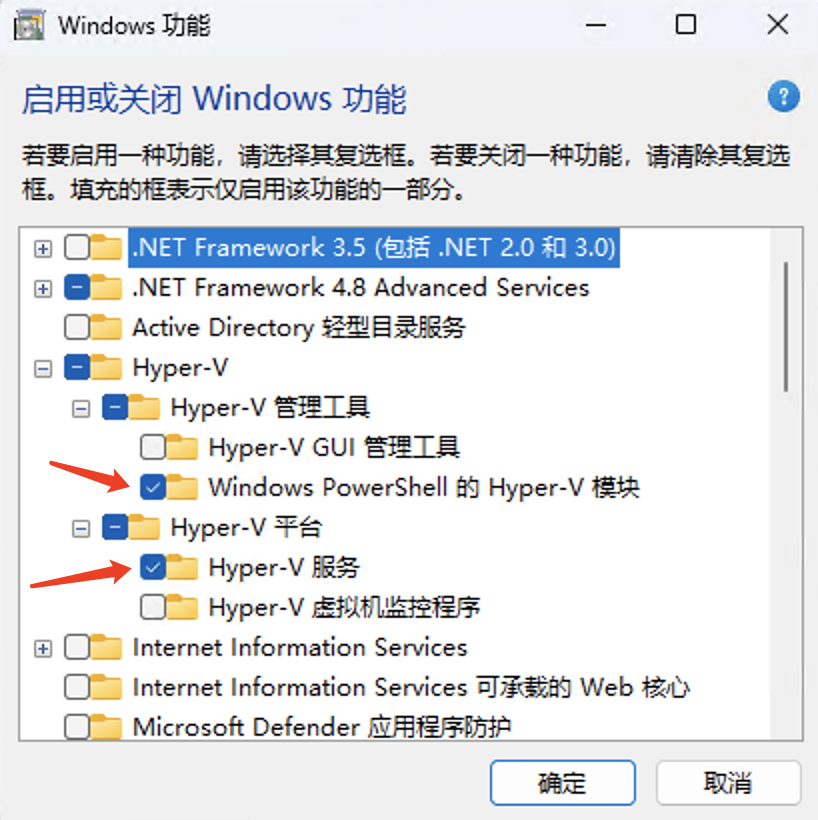 Windows 功能
启用或关闭 Windows 功能
?
若要启用一种功能，请选择其复选框。若要关闭一种功能，请清除其复选
框。填充的框表示仅启用该功能的一部分。
.NET Framework 3.5 (包括 .NET 2.0 和 3.0)
.NET Framework 4.8 Advanced Services
Active Directory 轻型目录服务
Hyper-V
Hyper-V 管理工具
Hyper-V GUI 管理工具
Windows PowerShell 的 Hyper-V 模块
Hyper-V 平台
Hyper-V 服务
Hyper-V 虚拟机监控程序
Internet Information Services
Internet Information Services 可承载的 Web 核心
Microsoft Defender 应用程序防护
确定
取消